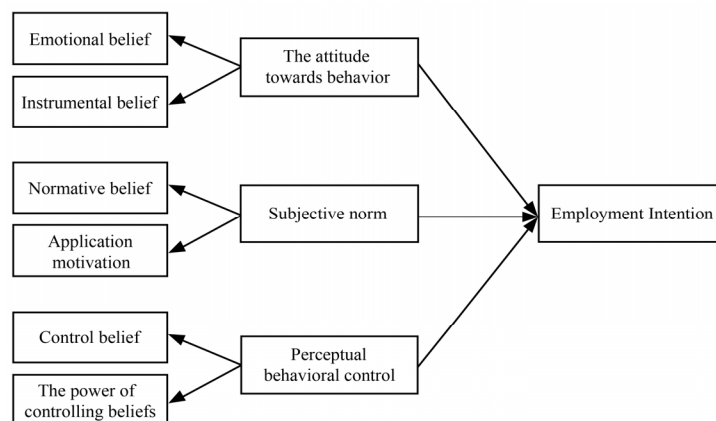 Emotional belief
Instrumental belief
The attitude
towards behavior
Normative belief
Application
motivation
Subjective norm
Employment Intention
Control belief
The power of
controlling beliefs
Perceptual
behavioral control